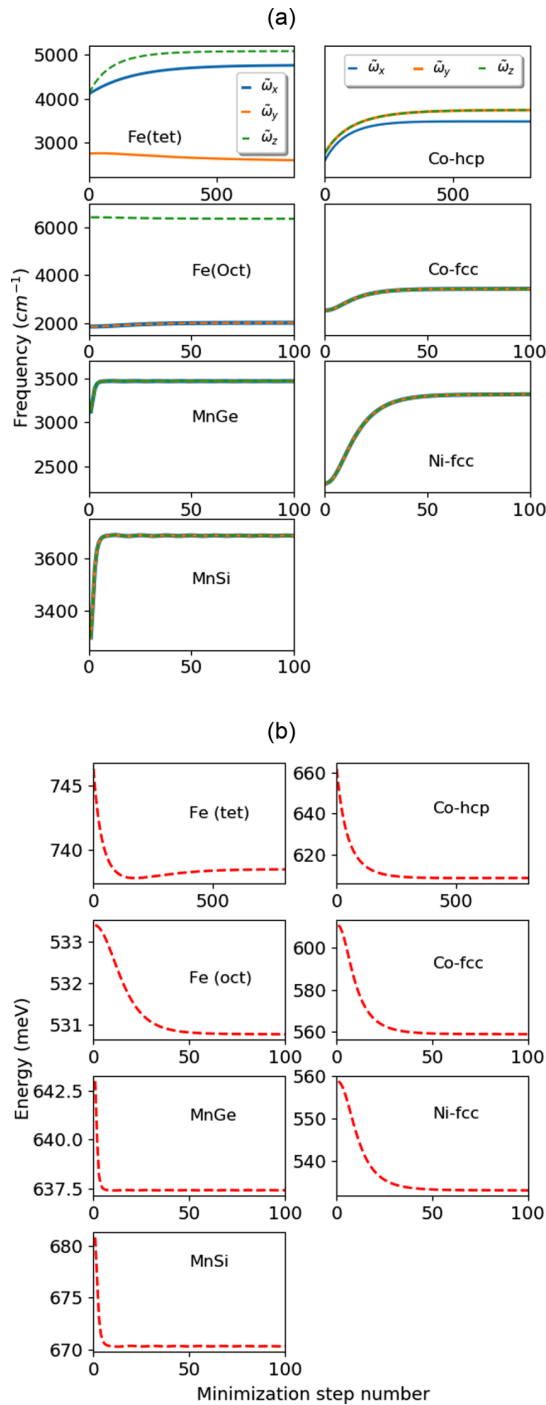 (a)
5000
4000
3000
500
Fe(tet)
ω̃x
ω̃y
ω̃z
ω̃x ω̃y ω̃z
Co-hcp
0
500
6000
4000
2000
Fe(Oct)
0
50
100
Co-fcc
0
50
100
3500
3000
2500
MnGe
0
50
100
Ni-fcc
0
50
100
3600
3400
MnSi
0
50
100
Frequency (cm⁻¹)
(b)
745
740
Fe (tet)
0
500
660
640
620
Co-hcp
0
500
533
532
531
Fe (oct)
0
50
100
600
580
560
Co-fcc
0
50
100
642.5
640.0
637.5
MnGe
0
50
100
560
550
540
Ni-fcc
0
50
100
680
675
670
MnSi
0
50
100
Energy (meV)
Minimization step number